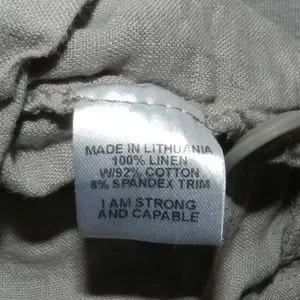 MADE IN LITHUANIA
100% LINEN
W/92% COTTON
8% SPANDEX TRIM
I AM STRONG
AND CAPABLE